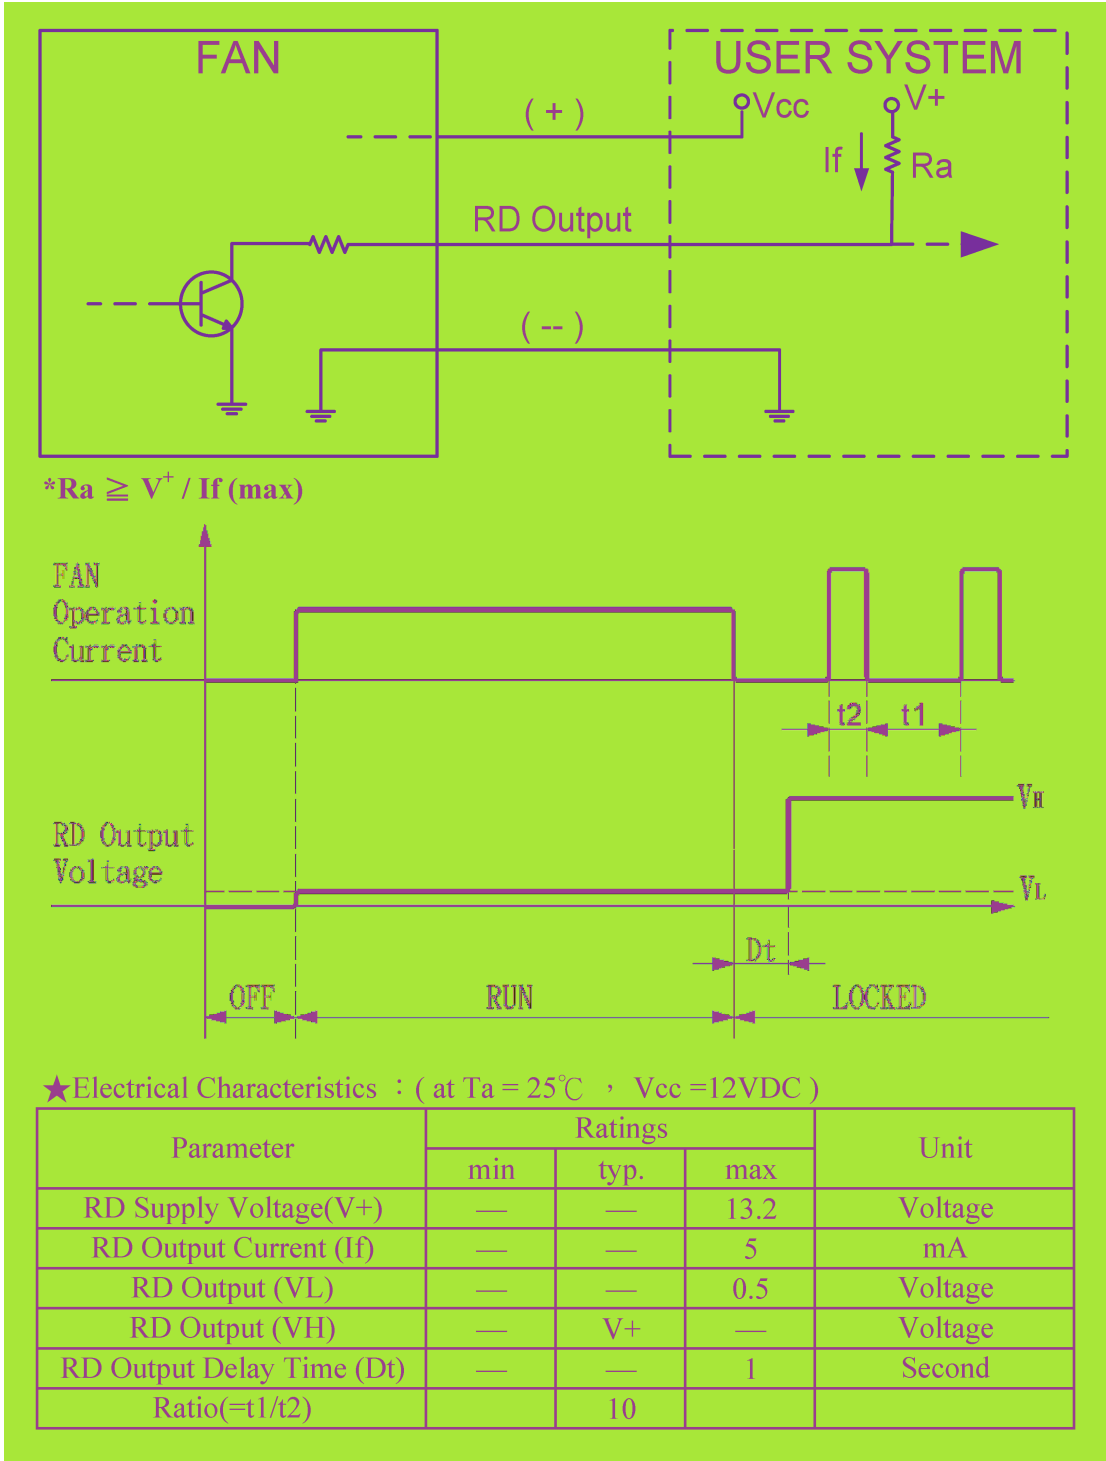 FAN
USER SYSTEM
( + )
Vcc
V+
If
Ra
RD Output
( -- )
*Ra ≧ V⁺ / If (max)
FAN
Operation
Current
t2
t1
VH
RD Output
Voltage
VL
Dt
OFF
RUN
LOCKED
★Electrical Characteristics ：( at Ta = 25℃ ， Vcc =12VDC )
Parameter Ratings Unit
min typ. max
RD Supply Voltage(V+) — — 13.2 Voltage
RD Output Current (If) — — 5 mA
RD Output (VL) — — 0.5 Voltage
RD Output (VH) — V+ — Voltage
RD Output Delay Time (Dt) — — 1 Second
Ratio(=t1/t2) 10